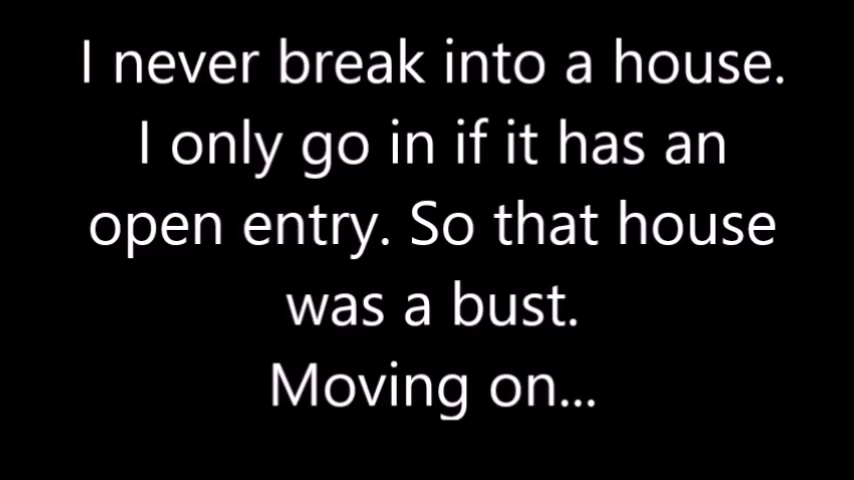 I never break into a house.
I only go in if it has an
open entry. So that house
was a bust.
Moving on...